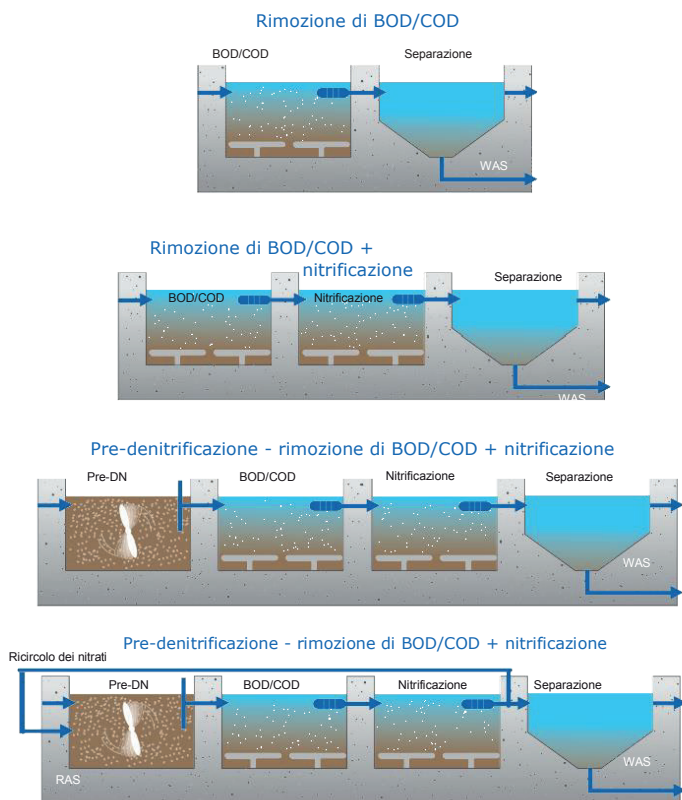 Rimozione di BOD/COD
BOD/COD
Separazione
WAS
Rimozione di BOD/COD +
nitrificazione
Separazione
BOD/COD
Nitrificazione
WAS
Pre-denitrificazione - rimozione di BOD/COD + nitrificazione
Pre-DN
BOD/COD
Nitrificazione
Separazione
WAS
Pre-denitrificazione - rimozione di BOD/COD + nitrificazione
Ricircolo dei nitrati
Pre-DN
BOD/COD
Nitrificazione
Separazione
WAS
RAS